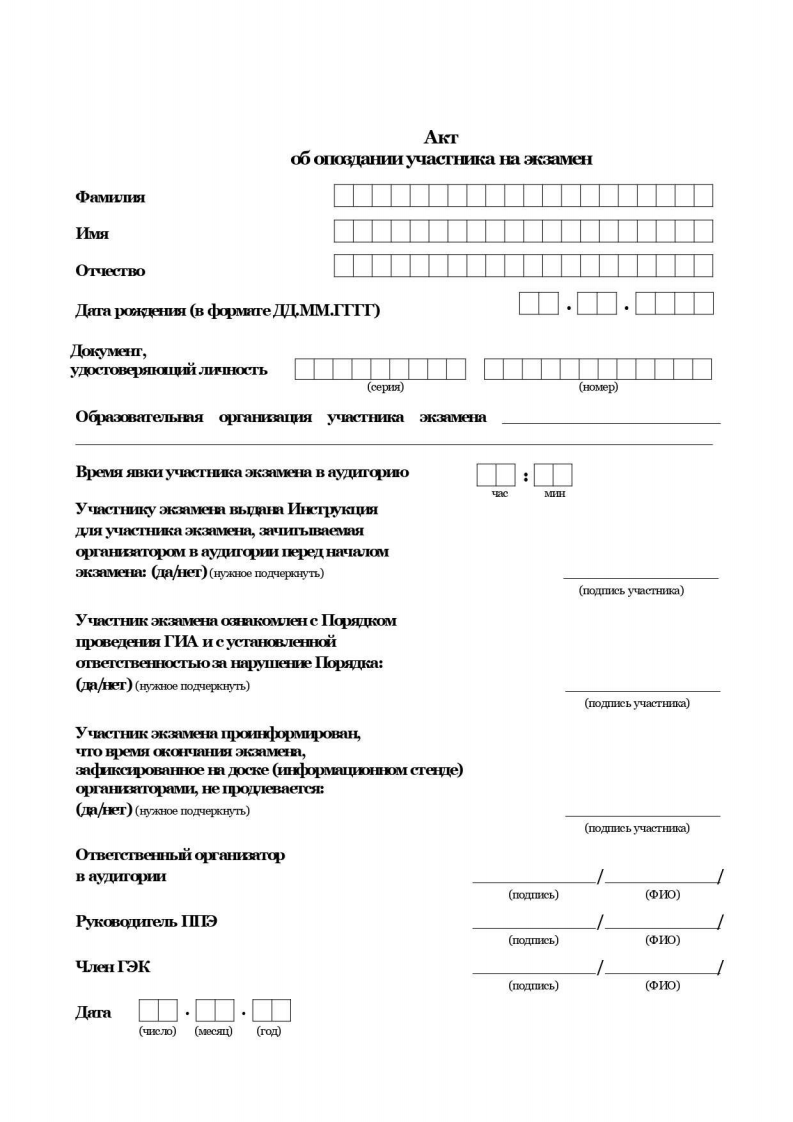 Акт
об опоздании участника на экзамен
Фамилия
Имя
Отчество
Дата рождения (в формате ДД.ММ.ГГГГ) . .
Документ,
удостоверяющий личность
(серия) (номер)
Образовательная организация участника экзамена
Время явки участника экзамена в аудиторию :
час мин
Участнику экзамена выдана Инструкция
для участника экзамена, зачитываемая
организатором в аудитории перед началом
экзамена: (да/нет) (нужное подчеркнуть)
(подпись участника)
Участник экзамена ознакомлен с Порядком
проведения ГИА и с установленной
ответственностью за нарушение Порядка:
(да/нет) (нужное подчеркнуть)
(подпись участника)
Участник экзамена проинформирован,
что время окончания экзамена,
зафиксированное на доске (информационном стенде)
организаторами, не продлевается:
(да/нет) (нужное подчеркнуть)
(подпись участника)
Ответственный организатор
в аудитории / /
(подпись) (ФИО)
Руководитель ППЭ / /
(подпись) (ФИО)
Член ГЭК / /
(подпись) (ФИО)
Дата . .
(число) (месяц) (год)